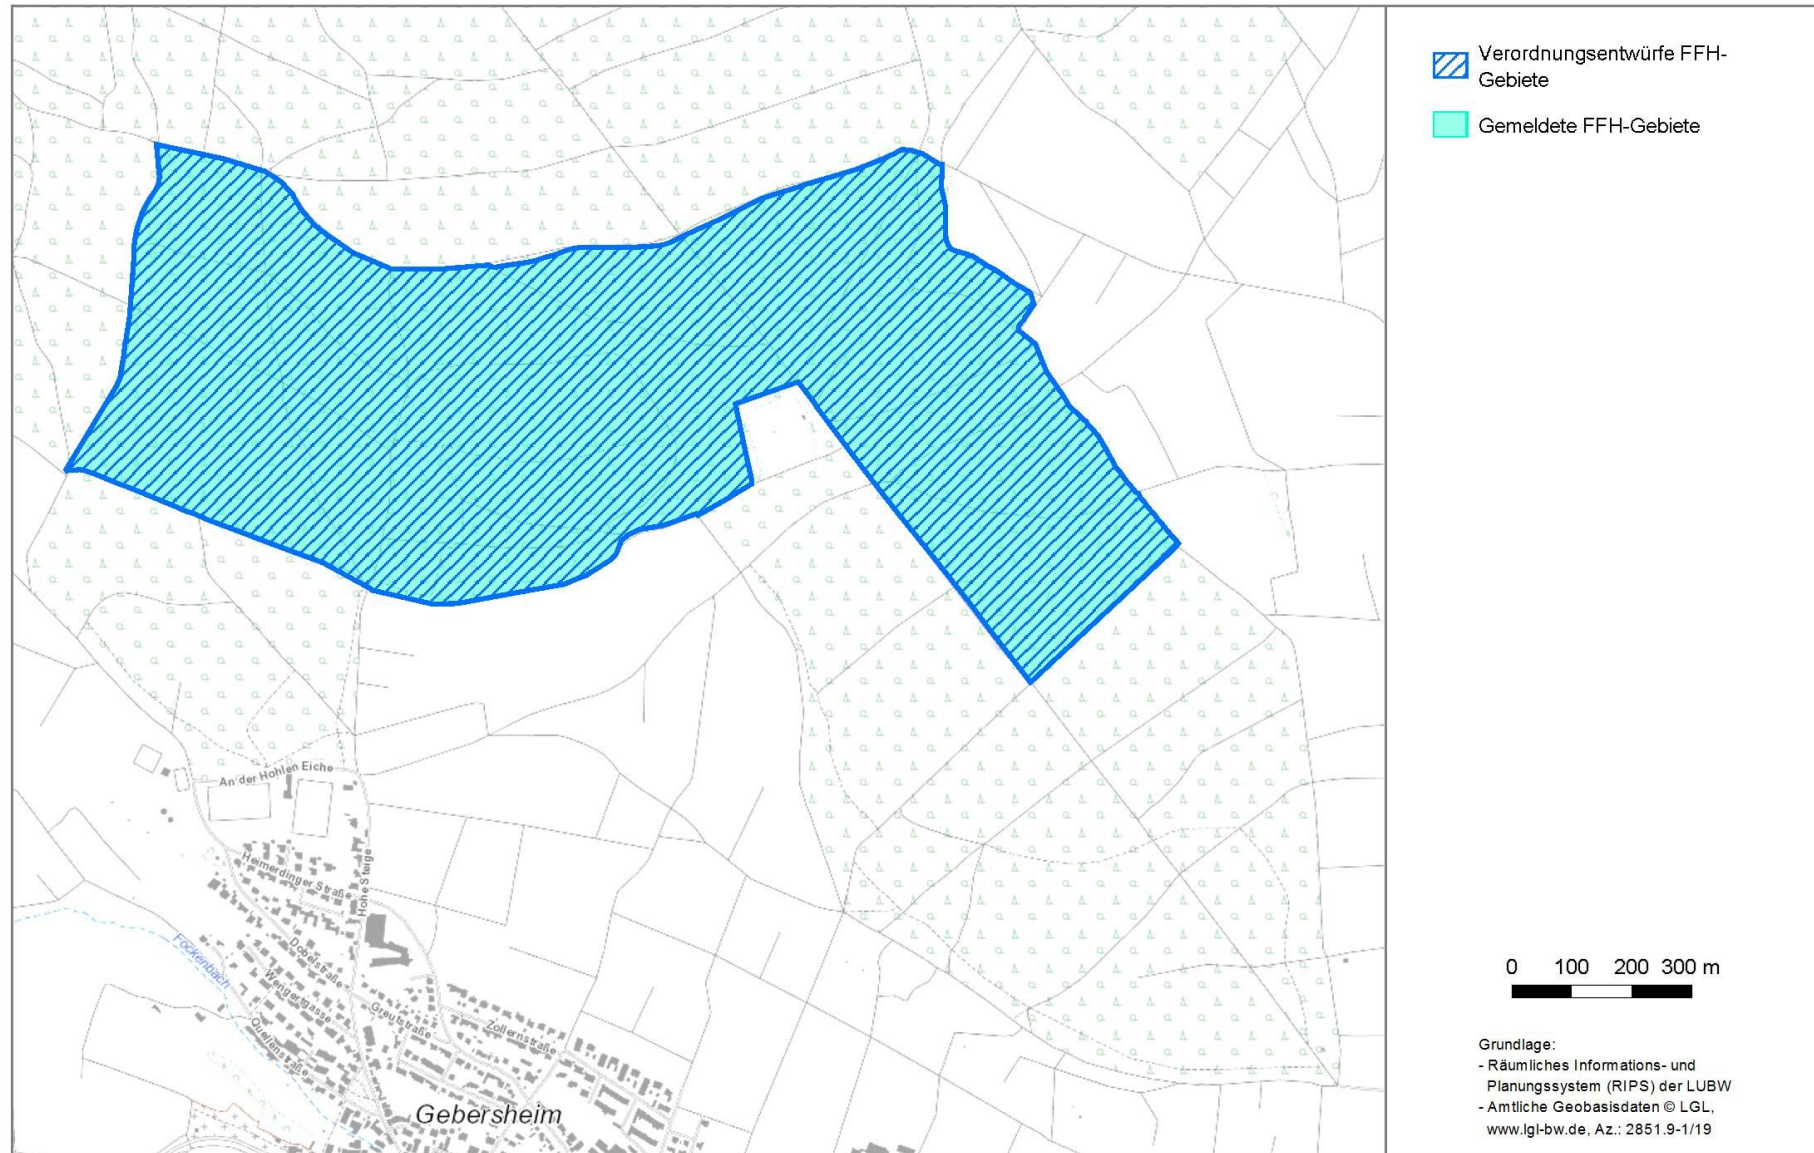 Verordnungsentwürfe FFH-
Gebiete
Gemeldete FFH-Gebiete
An der Hohlen Eiche
Heimerdinger Straße
Hohe Steige
Fockenbach
Dobelstraße
Wengertgasse
Greutstraße
Quellenstraße
Zollernstraße
Gebersheim
0 100 200 300 m
Grundlage:
- Räumliches Informations- und
Planungssystem (RIPS) der LUBW
- Amtliche Geobasisdaten © LGL,
www.lgl-bw.de, Az.: 2851.9-1/19